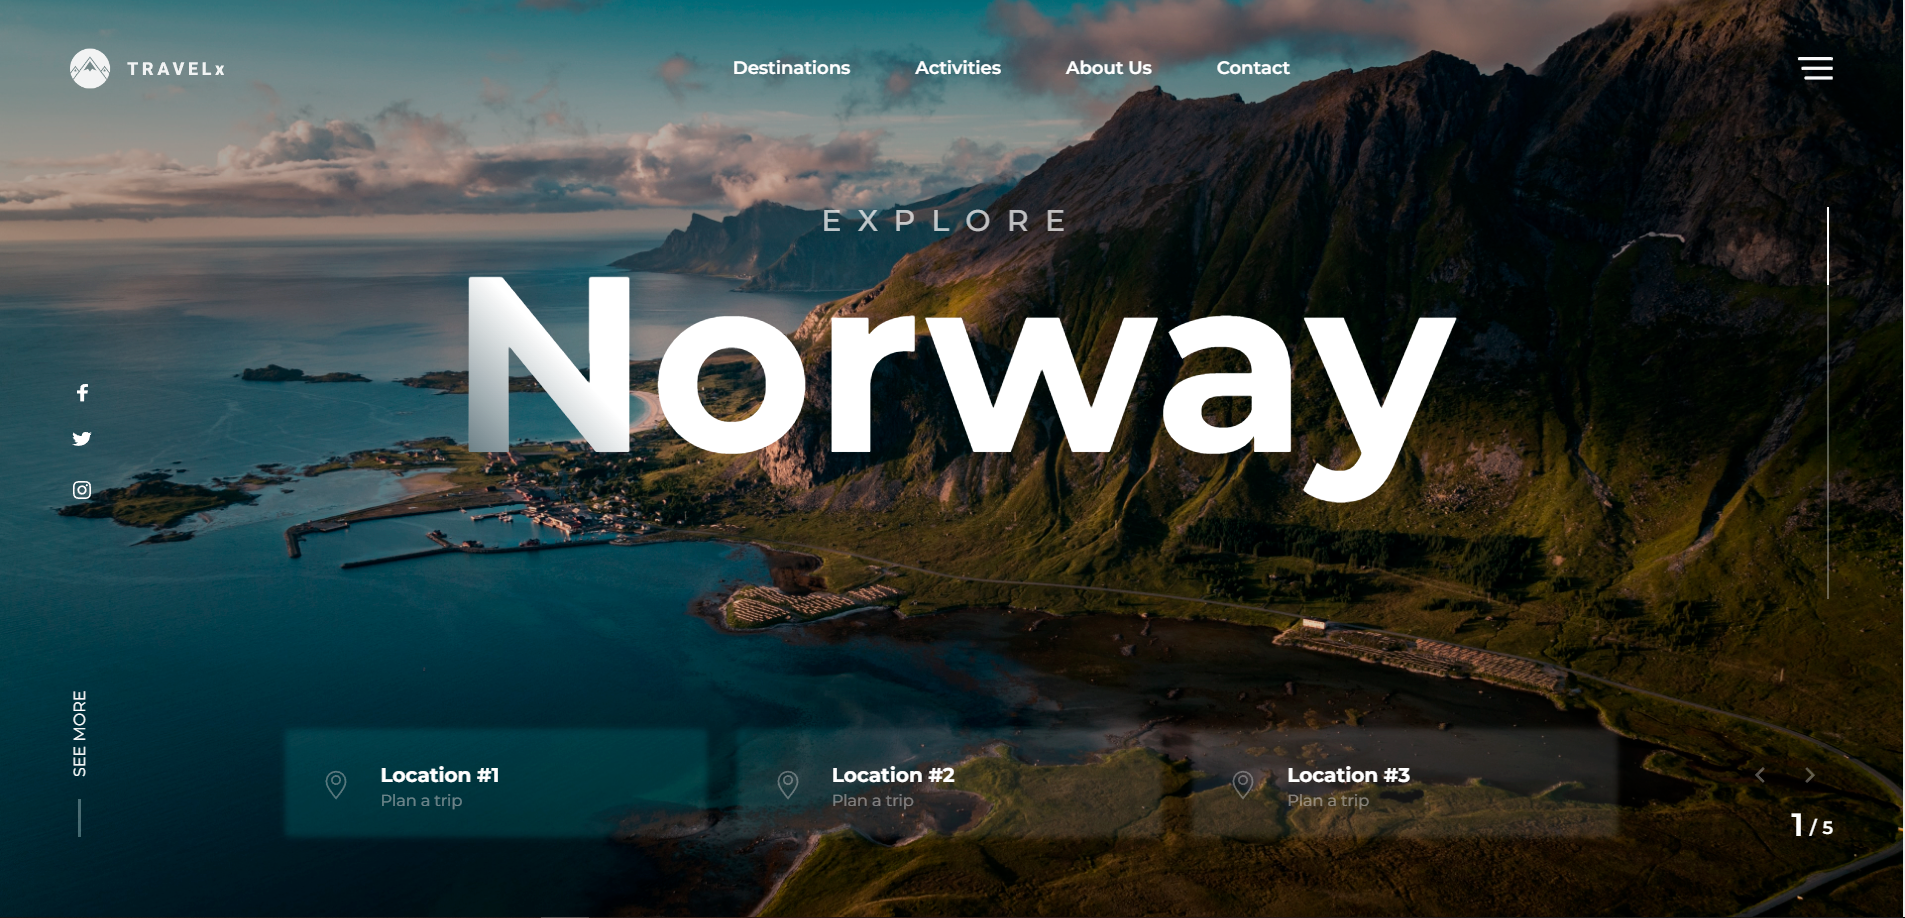 TRAVELx
Destinations
Activities
About Us
Contact
EXPLORE
Norway
SEE MORE
Location #1
Plan a trip
Location #2
Plan a trip
Location #3
Plan a trip
1 / 5